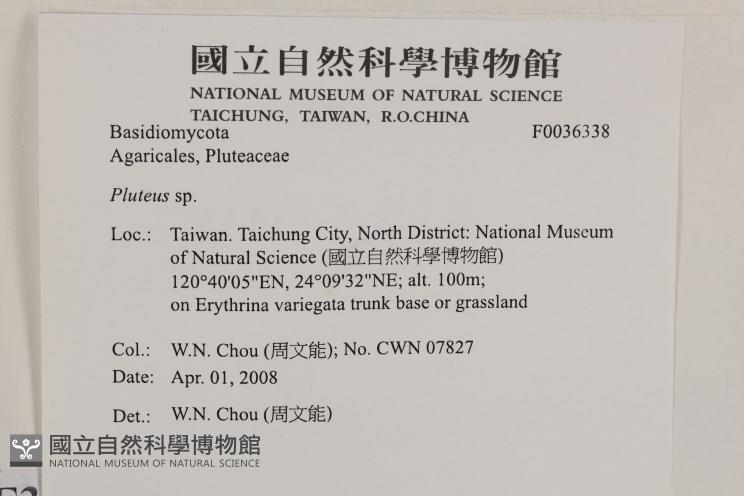 國立自然科學博物館
NATIONAL MUSEUM OF NATURAL SCIENCE
TAICHUNG, TAIWAN, R.O.CHINA
Basidiomycota F0036338
Agaricales, Pluteaceae
Pluteus sp.
Loc.: Taiwan. Taichung City, North District: National Museum
of Natural Science (國立自然科學博物館)
120°40'05"EN, 24°09'32"NE; alt. 100m;
on Erythrina variegata trunk base or grassland
Col.: W.N. Chou (周文能); No. CWN 07827
Date: Apr. 01, 2008
Det.: W.N. Chou (周文能)
國立自然科學博物館
NATIONAL MUSEUM OF NATURAL SCIENCE